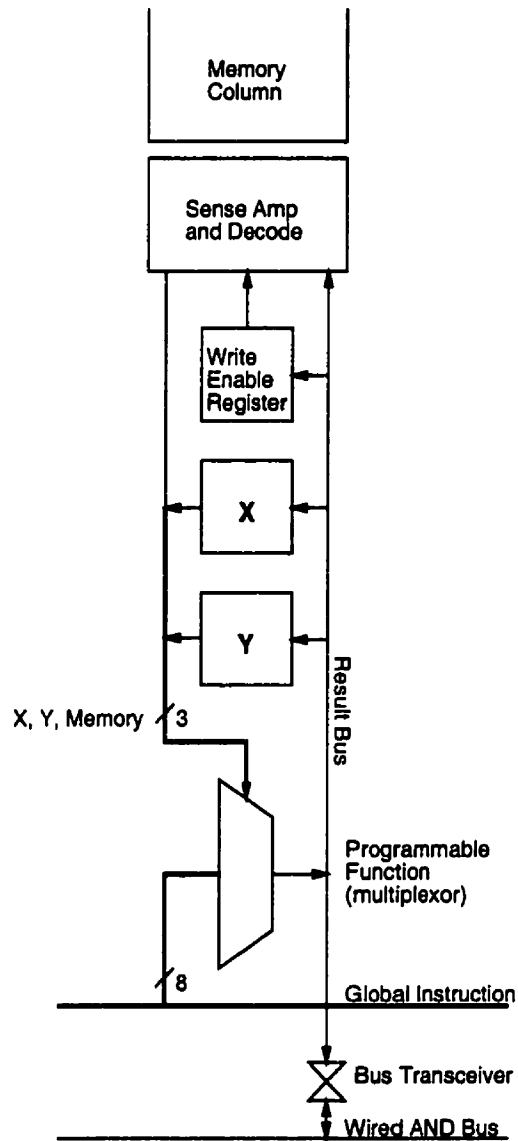 Memory
Column
Sense Amp
and Decode
Write
Enable
Register
X
Y
Result Bus
X, Y, Memory
3
Programmable
Function
(multiplexor)
8
Global Instruction
Bus Transceiver
Wired AND Bus